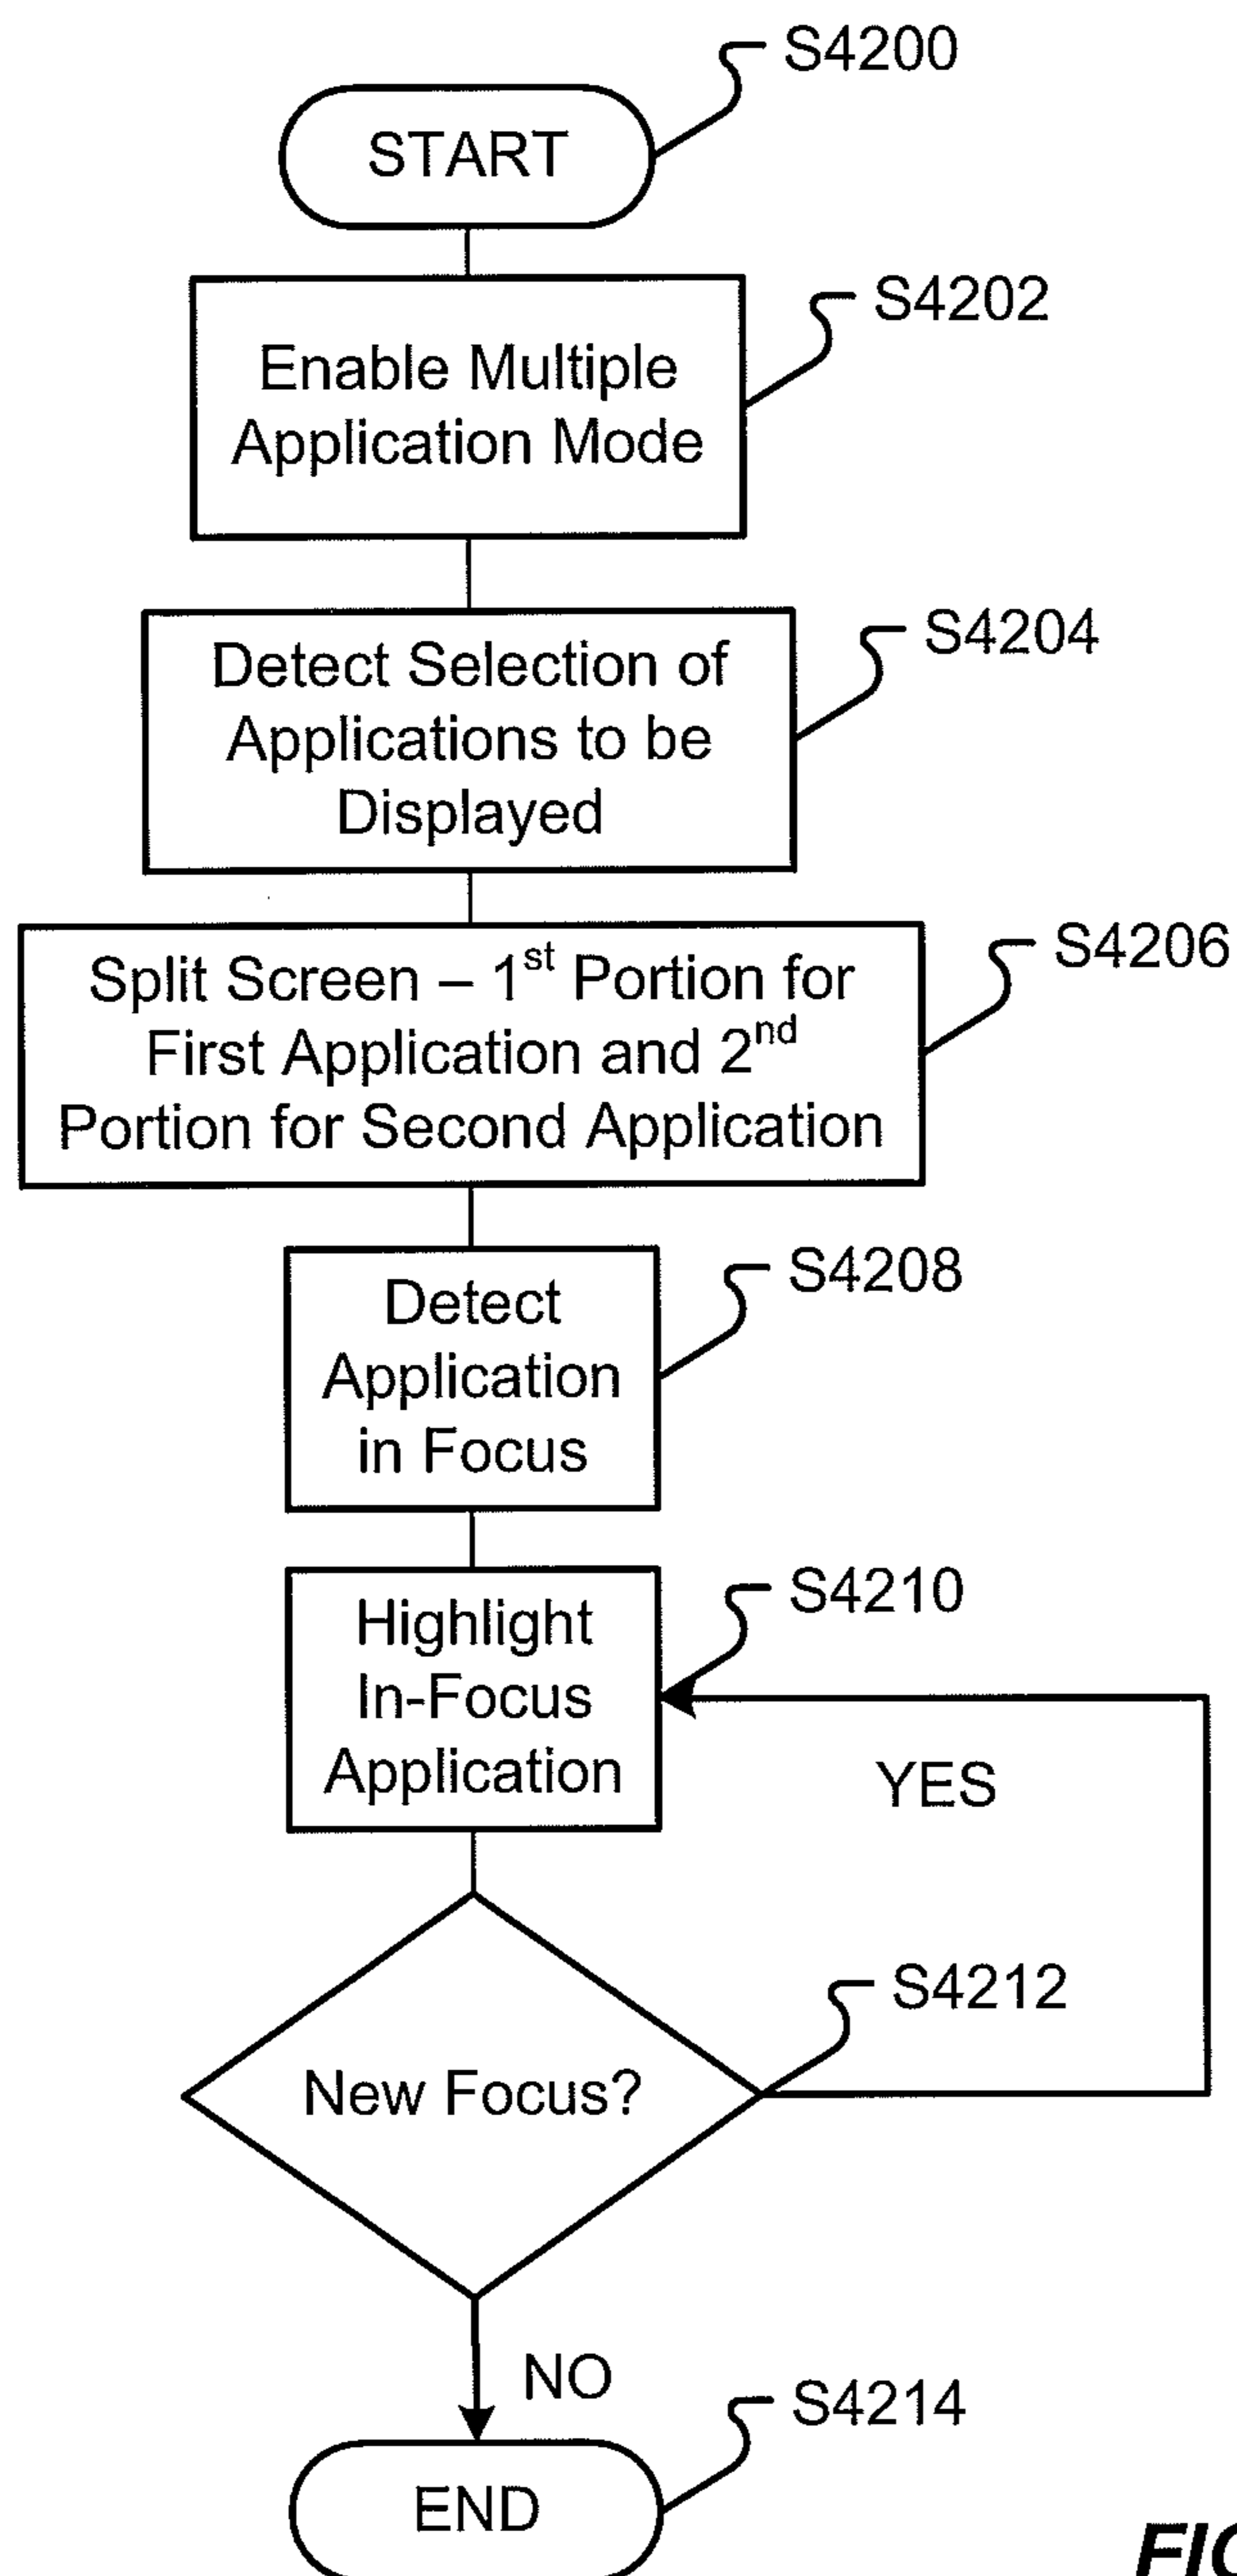 S4200
START
S4202
Enable Multiple
Application Mode
S4204
Detect Selection of
Applications to be
Displayed
S4206
Split Screen – 1st Portion for
First Application and 2nd
Portion for Second Application
S4208
Detect
Application
in Focus
S4210
Highlight
In-Focus
Application
YES
S4212
New Focus?
NO
S4214
END